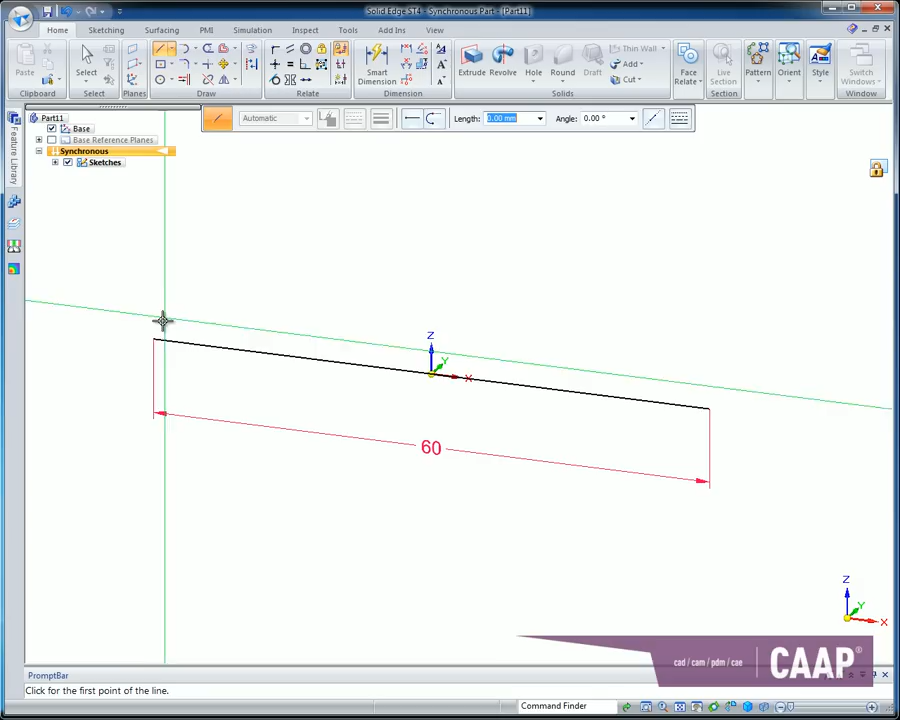 Solid Edge ST4 - Synchronous Part - [Part11]
Home Sketching Surfacing PMI Simulation Inspect Tools Add Ins View
Paste
Select
Smart Dimension
Extrude Revolve Hole Round Draft
Thin Wall
Add
Cut
Face Relate
Live Section
Pattern
Orient
Style
Switch Windows
Clipboard Select Planes Draw Relate Dimension Solids Section Window
Automatic Length: 0.00 mm Angle: 0.00 °
Feature Library
Part11
Base
Base Reference Planes
Synchronous
Sketches
Z
Y
X
60
Z
Y
X
cad / cam / pdm / cae CAAP®
PromptBar
Click for the first point of the line.
Command Finder